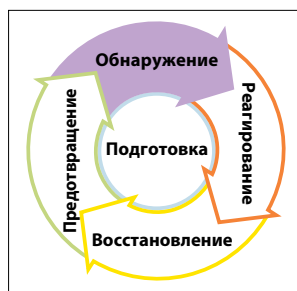 Обнаружение
Реагирование
Восстановление
Предотвращение
Подготовка